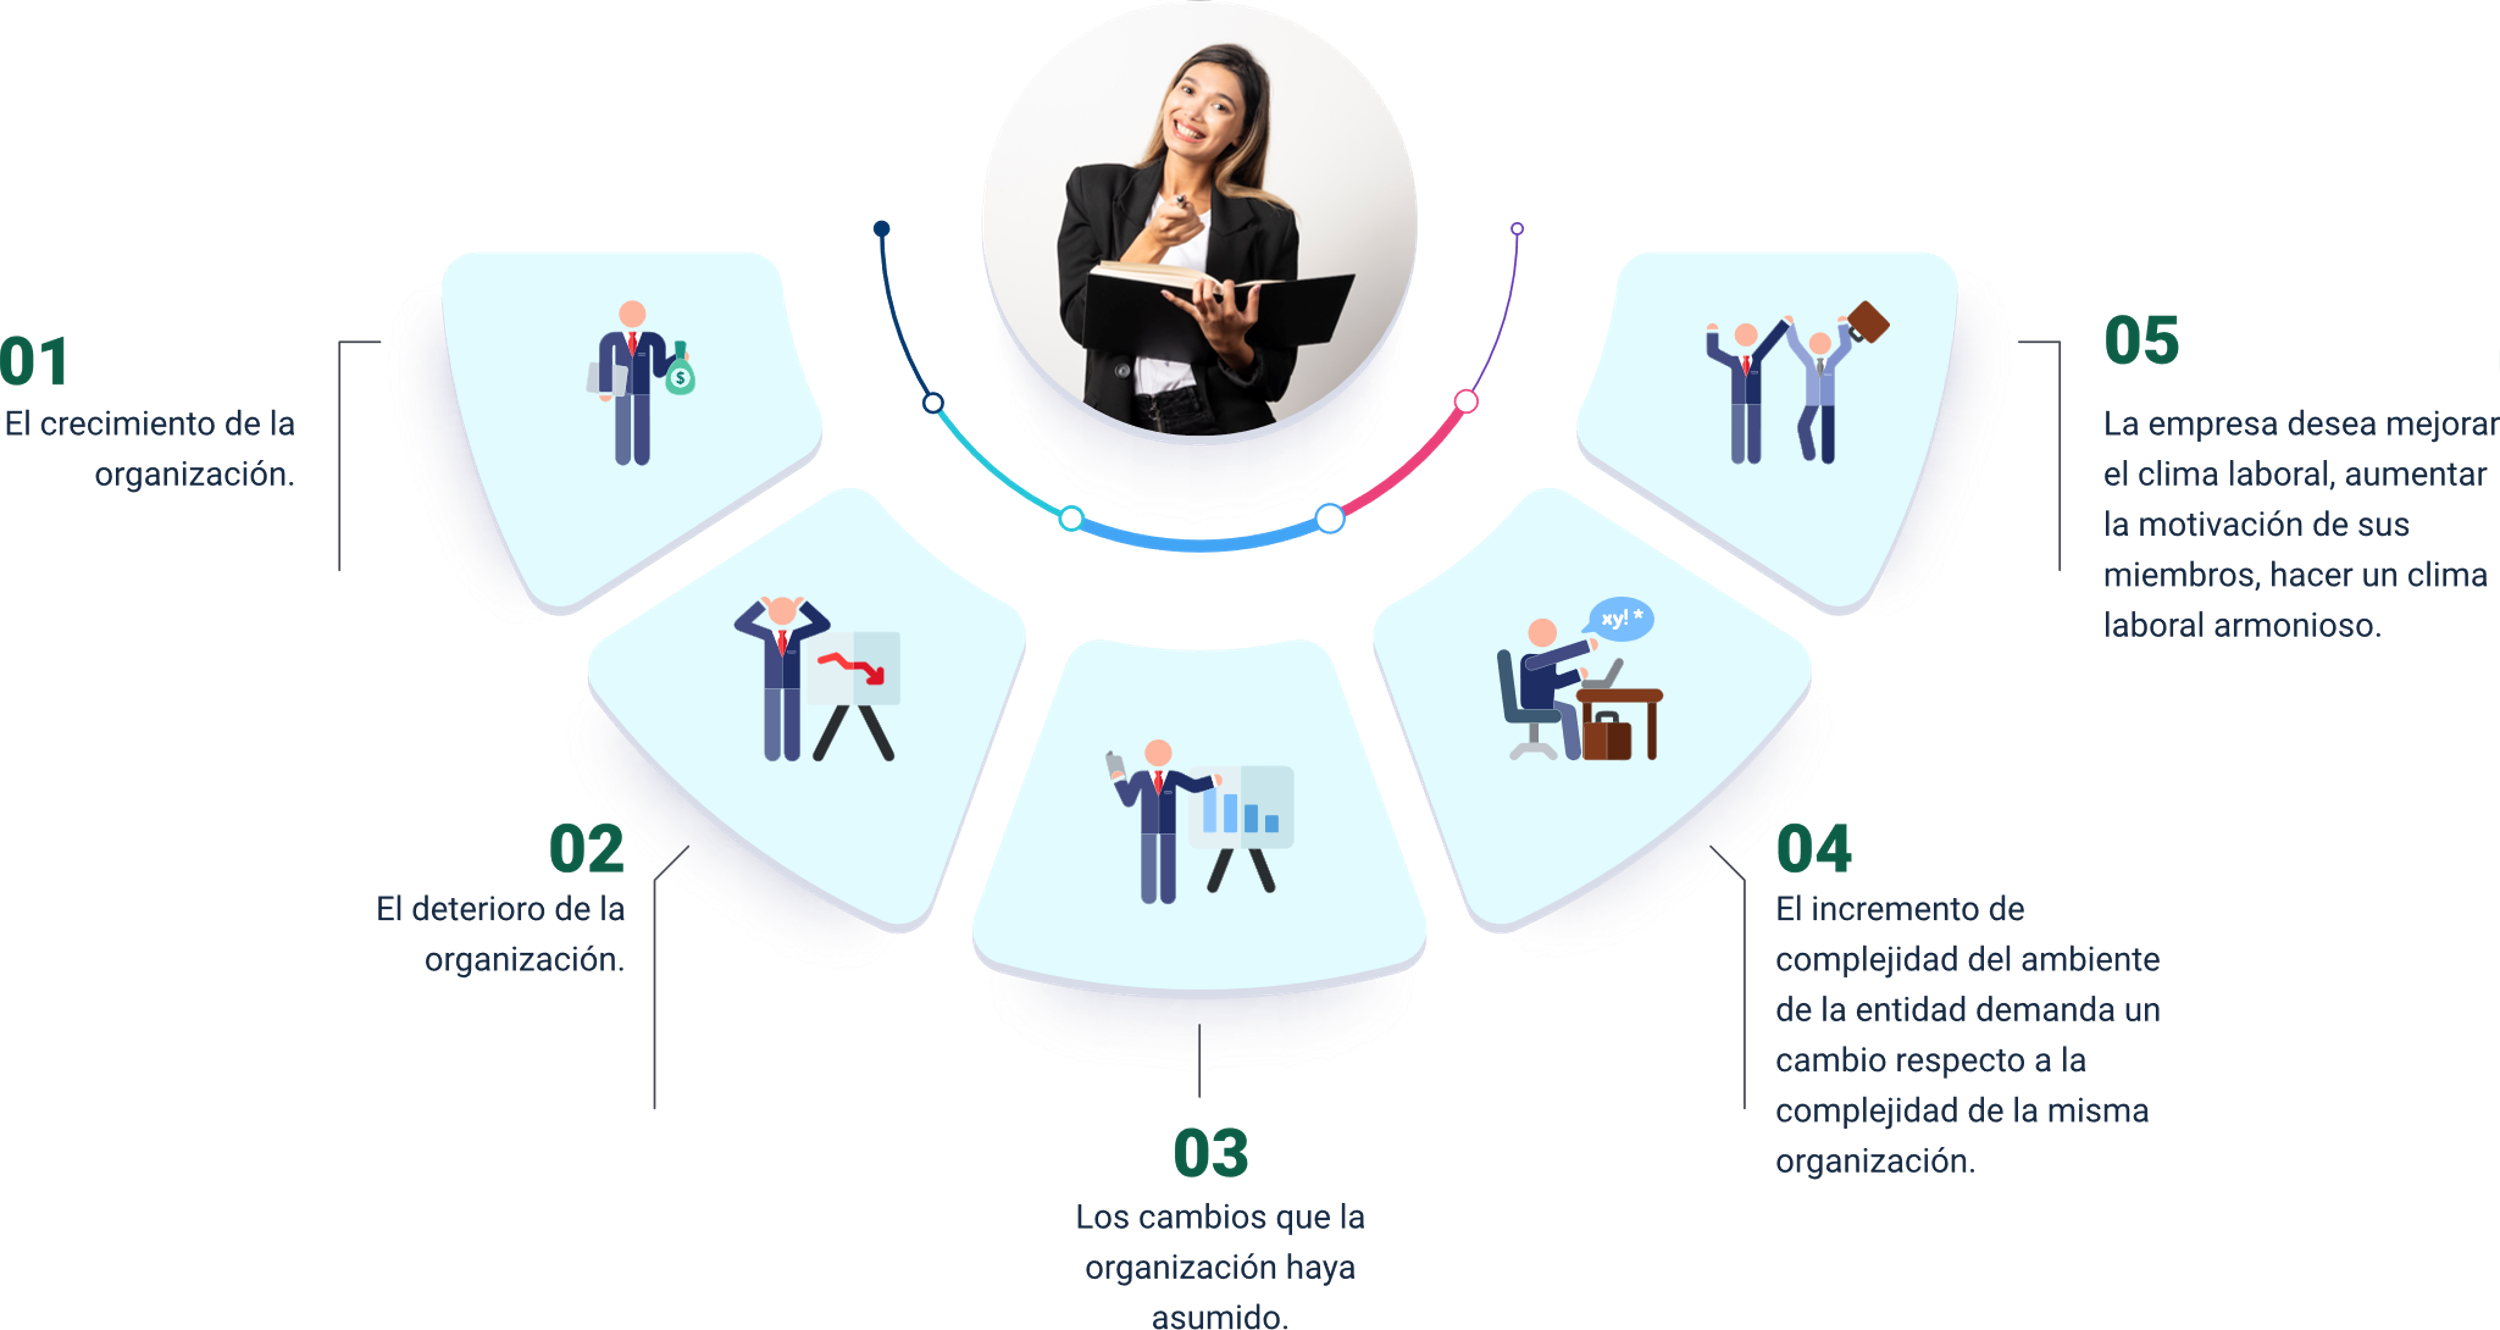 01
El crecimiento de la
organización.
02
El deterioro de la
organización.
03
Los cambios que la
organización haya
asumido.
04
El incremento de
complejidad del ambiente
de la entidad demanda un
cambio respecto a la
complejidad de la misma
organización.
05
La empresa desea mejorar
el clima laboral, aumentar
la motivación de sus
miembros, hacer un clima
laboral armonioso.
$
xy! *